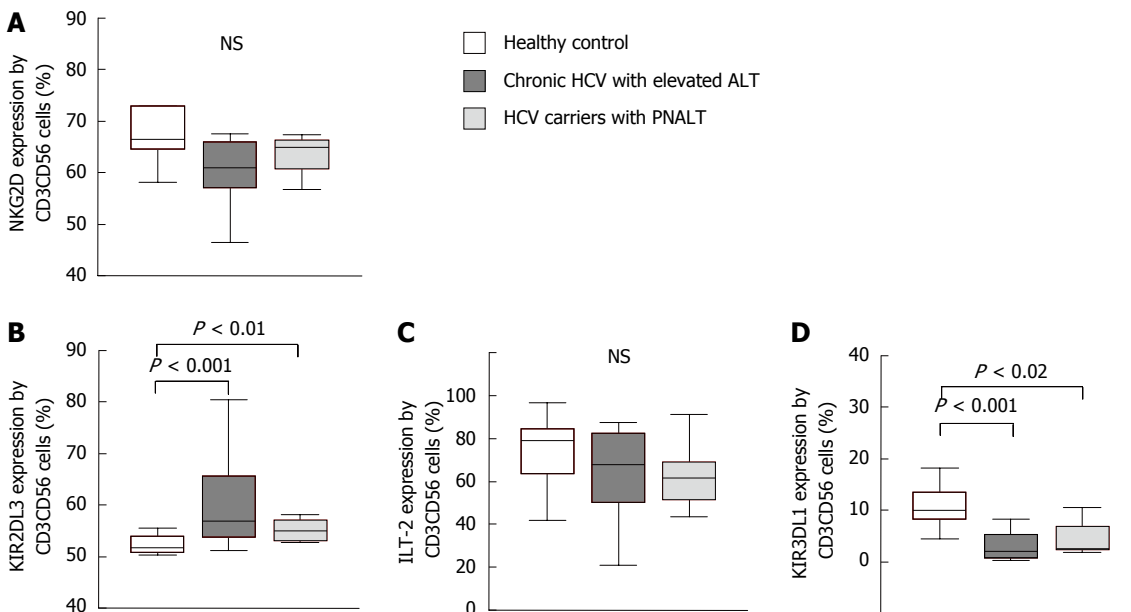 A
NKG2D expression by
CD3CD56 cells (%)
90
80
70
60
50
40
NS
Healthy control
Chronic HCV with elevated ALT
HCV carriers with PNALT
B
KIR2DL3 expression by
CD3CD56 cells (%)
90
80
70
60
50
40
P < 0.01
P < 0.001
C
ILT-2 expression by
CD3CD56 cells (%)
100
80
60
40
20
0
NS
D
KIR3DL1 expression by
CD3CD56 cells (%)
40
30
20
10
0
P < 0.02
P < 0.001